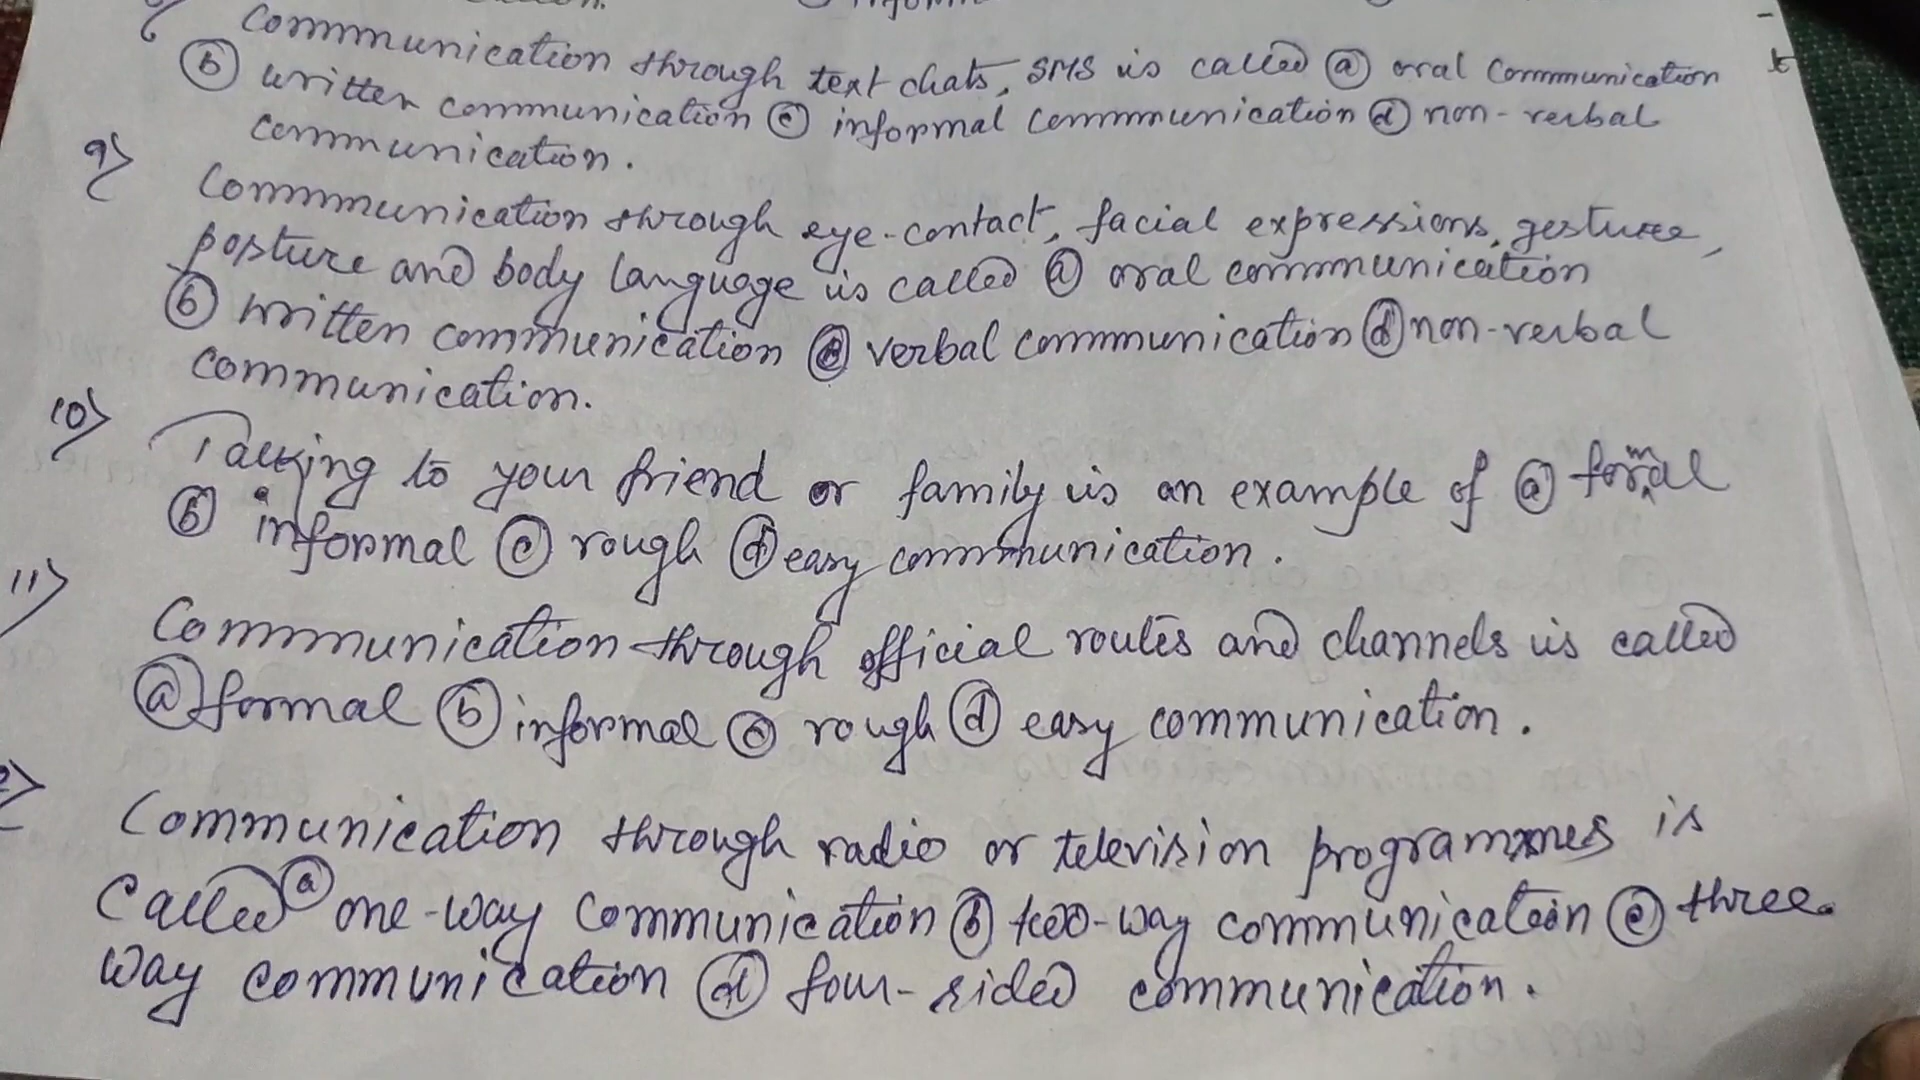 Communication through text chats, SMS is called ⓐ oral communication
ⓑ written communication ⓒ informal communication ⓓ non-verbal
communication.
9) Communication through eye-contact, facial expressions, gesture,
posture and body language is called ⓐ oral communication
ⓑ written communication ⓒ verbal communication ⓓ non-verbal
communication.
10) Talking to your friend or family is an example of ⓐ formal
ⓑ informal ⓒ rough ⓓ easy communication.
11) Communication through official routes and channels is called
ⓐ formal ⓑ informal ⓒ rough ⓓ easy communication.
2) Communication through radio or television programmes is
called ⓐ one-way communication ⓑ two-way communication ⓒ three-
way communication ⓓ four-sided communication.